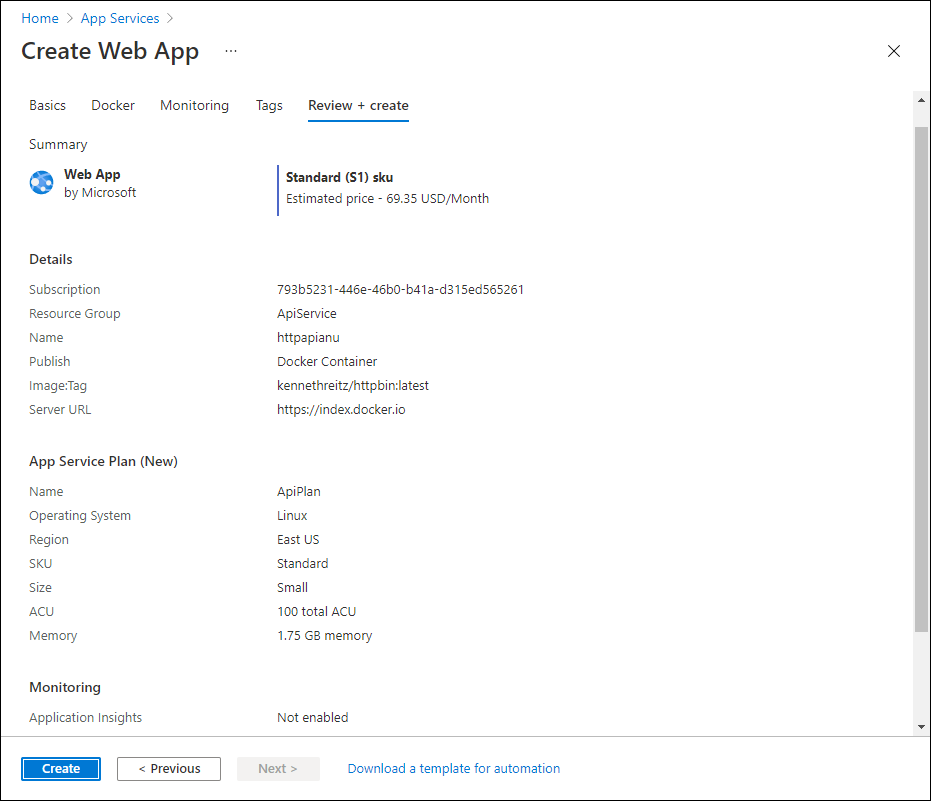 Home > App Services >
Create Web App ...
Basics Docker Monitoring Tags Review + create
Summary
Web App
by Microsoft
Standard (S1) sku
Estimated price - 69.35 USD/Month
Details
Subscription 793b5231-446e-46b0-b41a-d315ed565261
Resource Group ApiService
Name httpapianu
Publish Docker Container
Image:Tag kennethreitz/httpbin:latest
Server URL https://index.docker.io
App Service Plan (New)
Name ApiPlan
Operating System Linux
Region East US
SKU Standard
Size Small
ACU 100 total ACU
Memory 1.75 GB memory
Monitoring
Application Insights Not enabled
Create < Previous Next > Download a template for automation